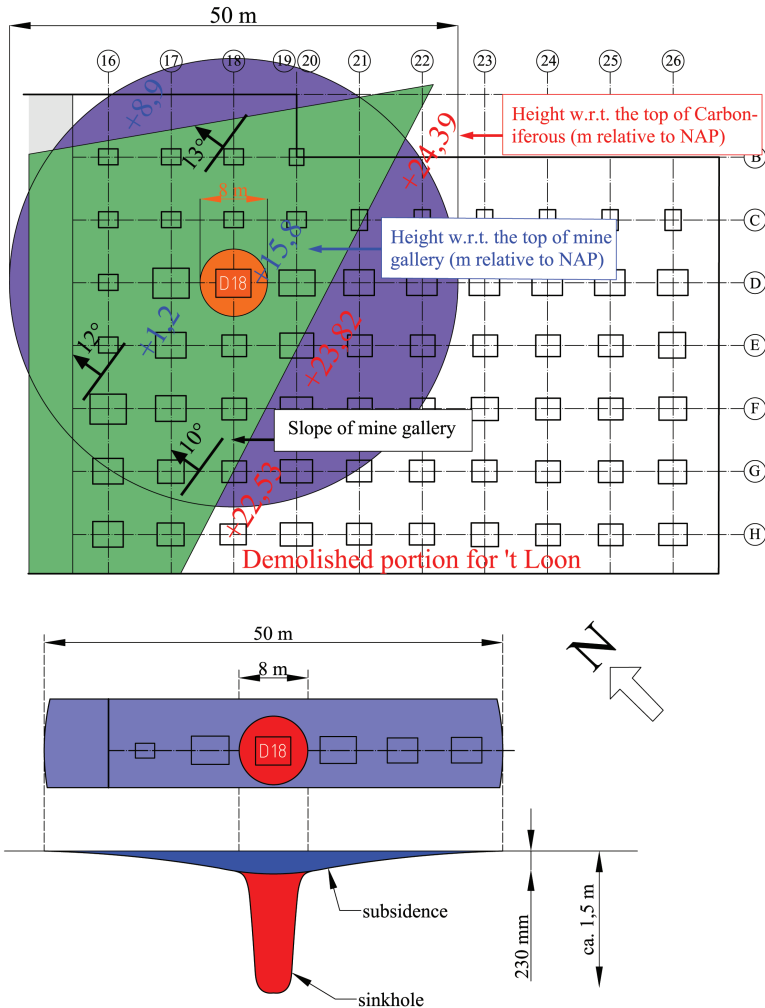 50 m
16 17 18 19 20 21 22 23 24 25 26
+8,9
13°
+24,39
Height w.r.t. the top of Carbon-
iferous (m relative to NAP)
B
8 m
C
+15,8
Height w.r.t. the top of mine
gallery (m relative to NAP)
D18
D
+1,2
12°
+23,82
E
10°
Slope of mine gallery
F
+22,53
G
H
Demolished portion for 't Loon
50 m
N
8 m
D18
subsidence
230 mm
ca. 1,5 m
sinkhole